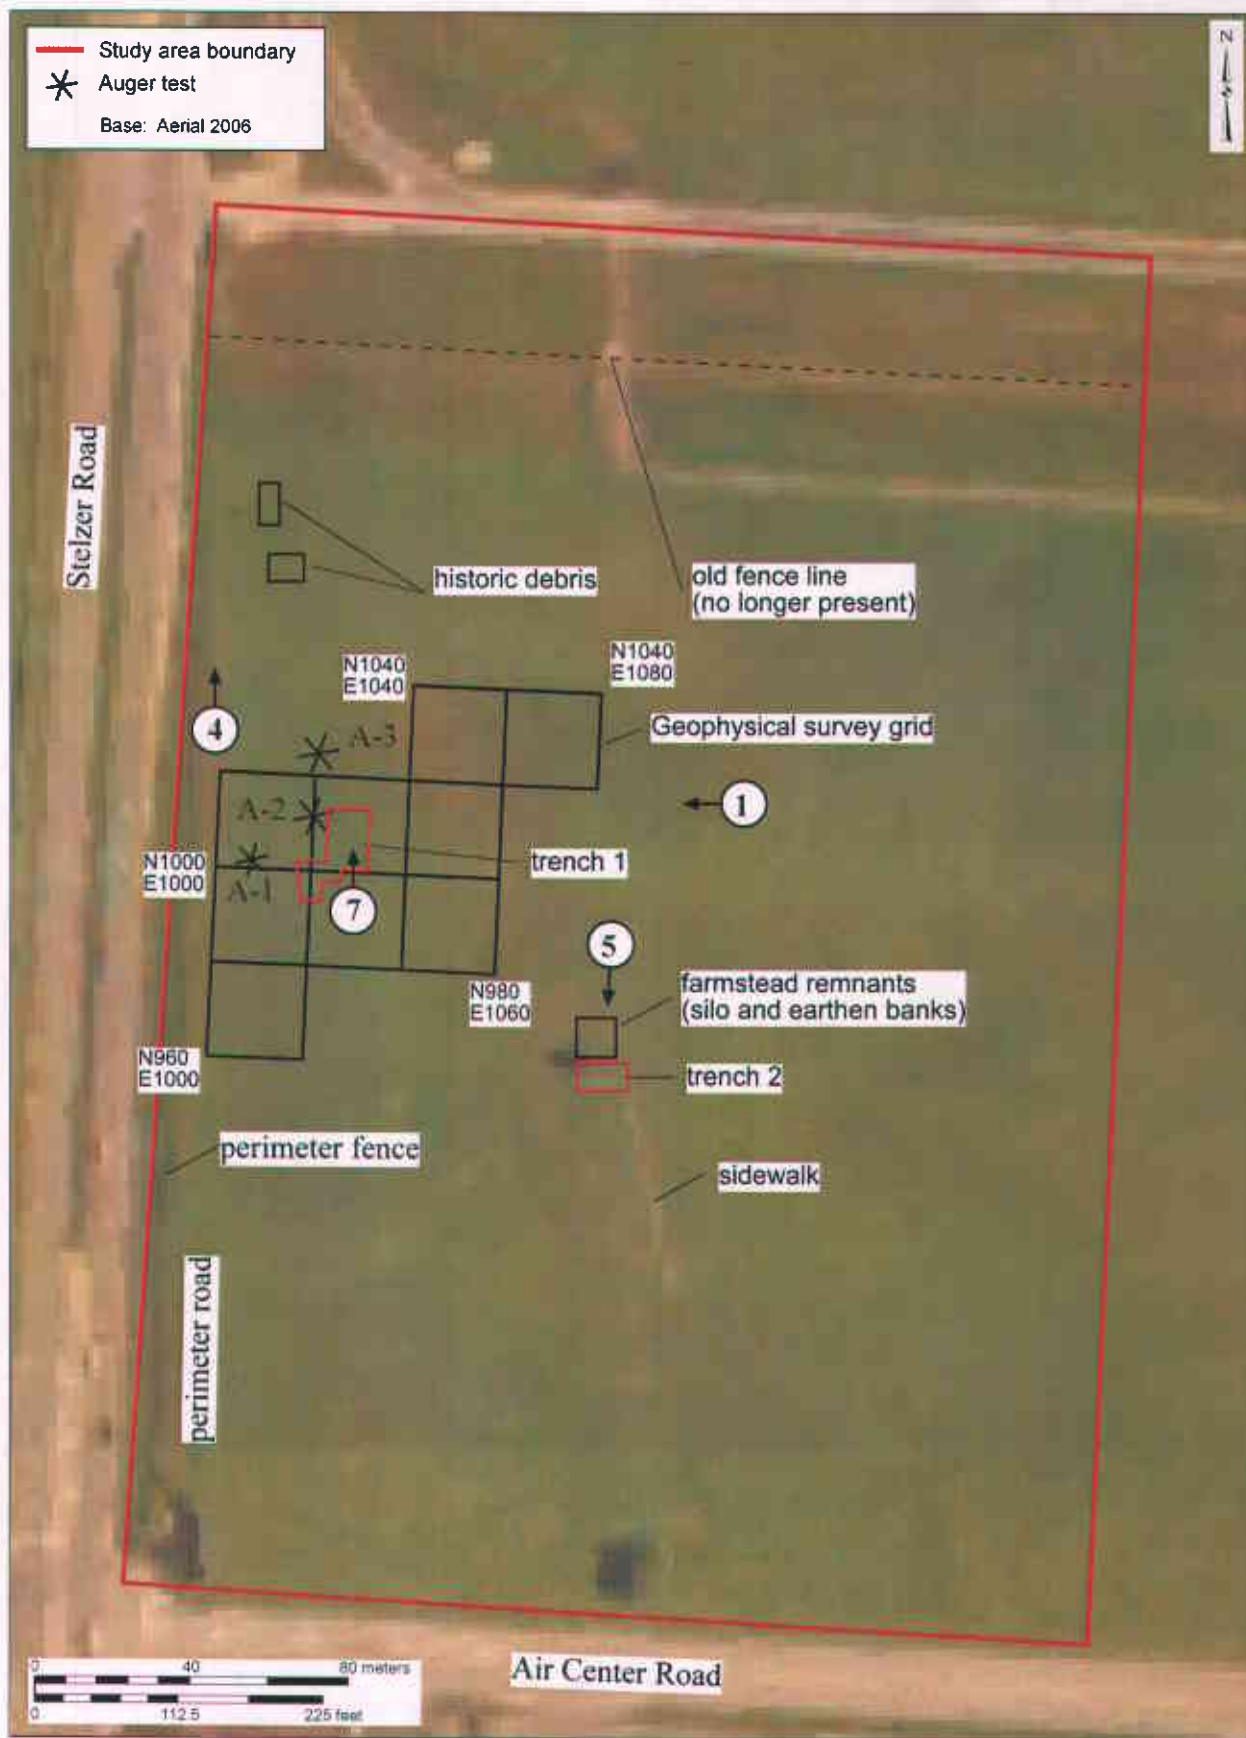 Study area boundary
Auger test
Base: Aerial 2006
N
Stelzer Road
historic debris
old fence line
(no longer present)
N1040
E1040
N1040
E1080
4
A-3
Geophysical survey grid
A-2
1
N1000
E1000
trench 1
A-1
7
5
N980
E1060
farmstead remnants
(silo and earthen banks)
N960
E1000
trench 2
perimeter fence
sidewalk
perimeter road
0 40 80 meters
0 112.5 225 feet
Air Center Road